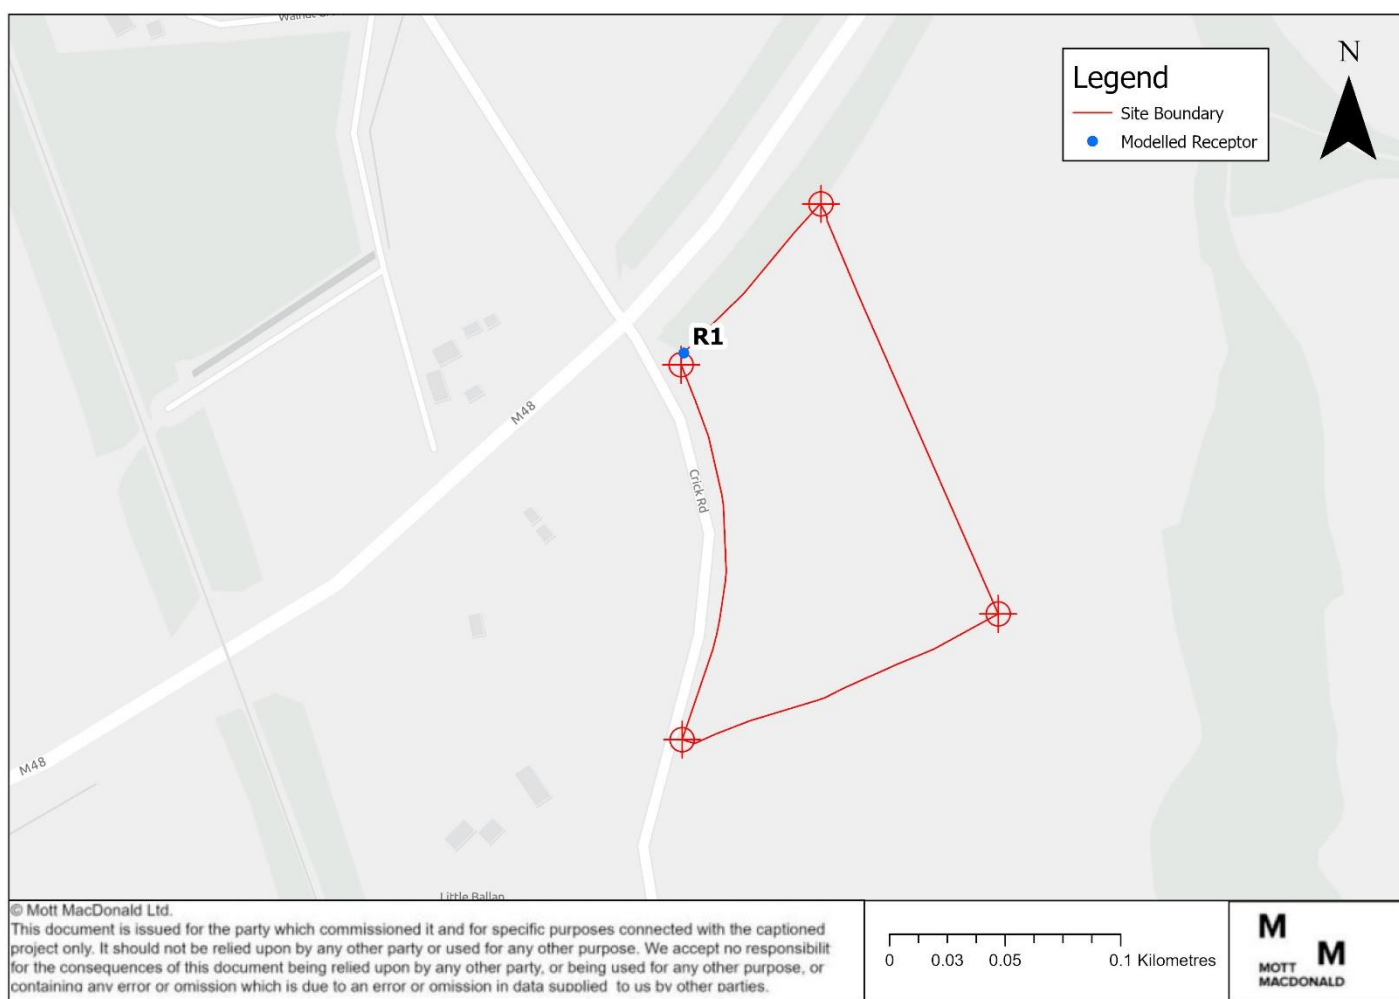 N
Legend
Site Boundary
Modelled Receptor
R1
M48
Crick Rd
M48
Little Ballan
© Mott MacDonald Ltd.
This document is issued for the party which commissioned it and for specific purposes connected with the captioned
project only. It should not be relied upon by any other party or used for any other purpose. We accept no responsibilit
for the consequences of this document being relied upon by any other party, or being used for any other purpose, or
containing any error or omission which is due to an error or omission in data supplied to us by other parties.
0 0.03 0.05 0.1 Kilometres
M
M
MOTT
MACDONALD